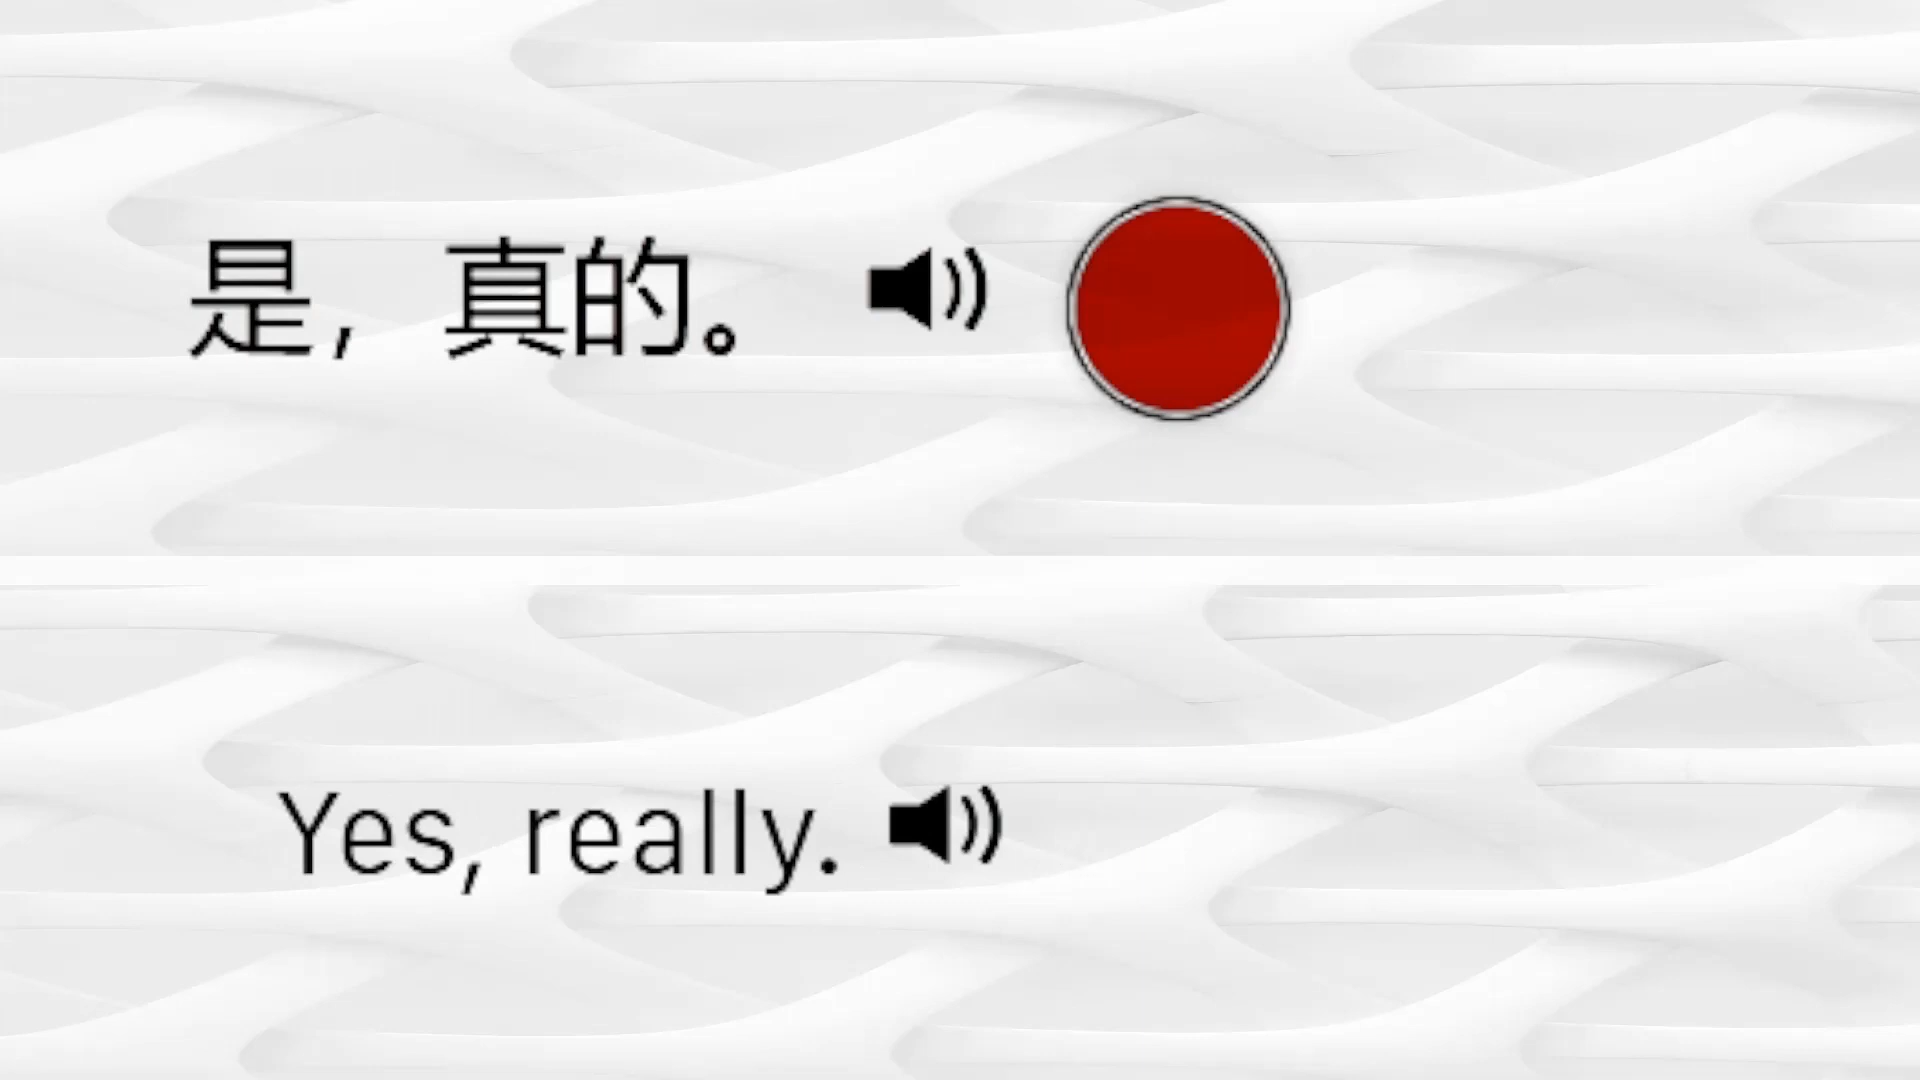 是，真的。
Yes, really.